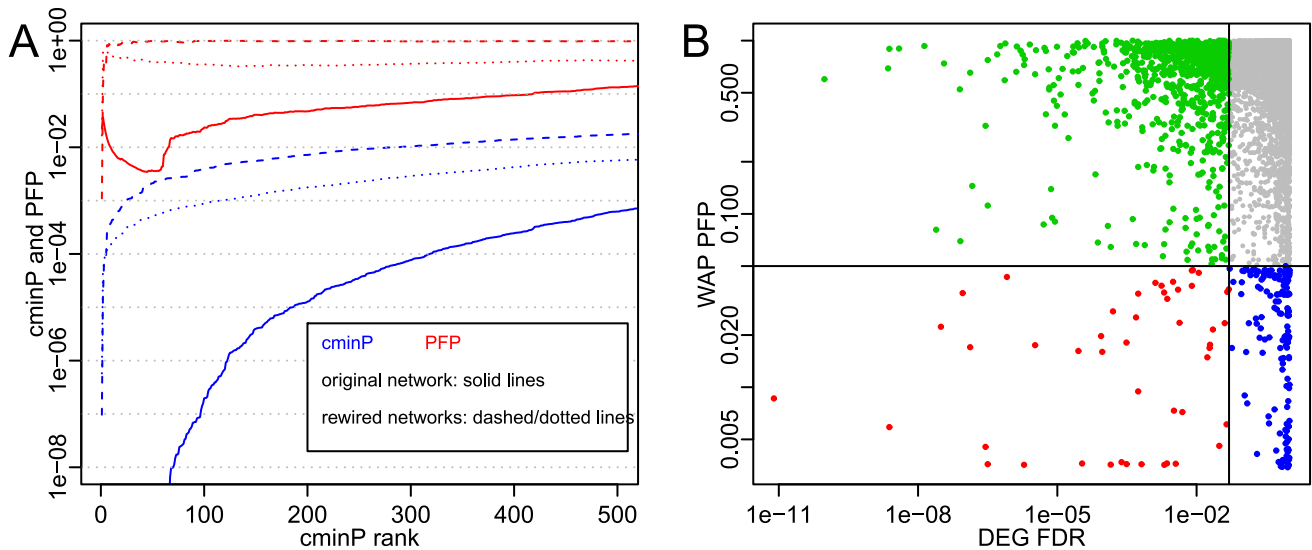 A
cminP and PFP
1e+00
1e-02
1e-04
1e-06
1e-08
cminP PFP
original network: solid lines
rewired networks: dashed/dotted lines
0 100 200 300 400 500
cminP rank
B
WAP PFP
0.500
0.100
0.020
0.005
1e-11 1e-08 1e-05 1e-02
DEG FDR